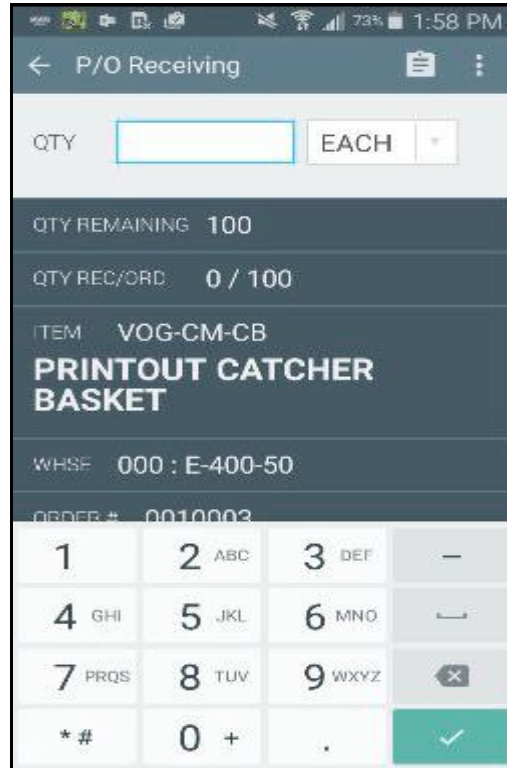 73% 1:58 PM
P/O Receiving
QTY EACH
QTY REMAINING 100
QTY REC/ORD 0 / 100
ITEM VOG-CM-CB
PRINTOUT CATCHER
BASKET
WHSE 000 : E-400-50
ORDER # 0010003
1 2 ABC 3 DEF –
4 GHI 5 JKL 6 MNO
7 PRQS 8 TUV 9 WXYZ
* # 0 + .